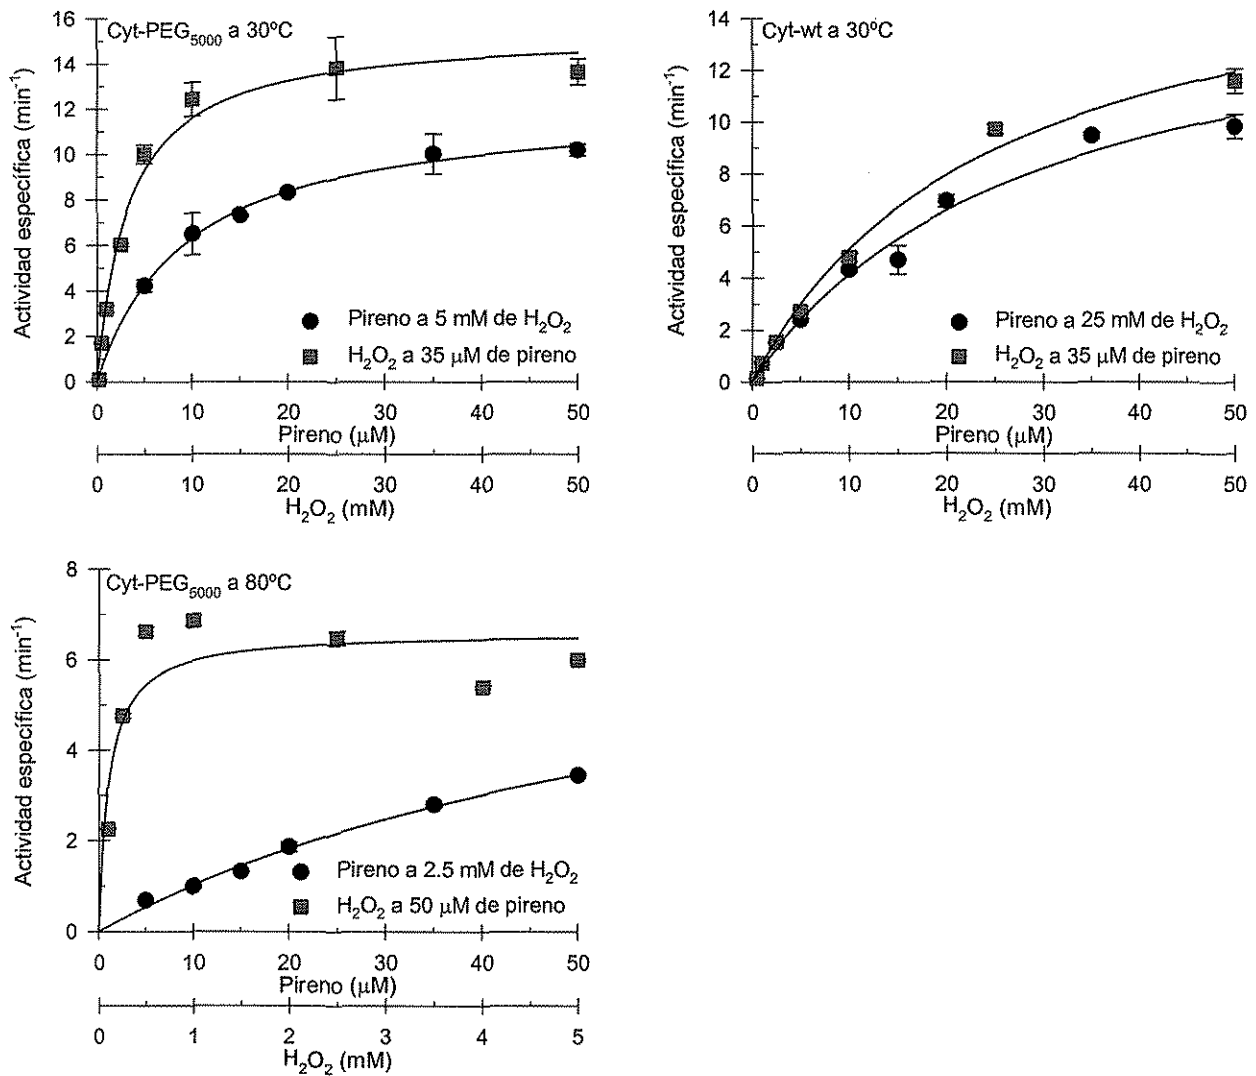 Cyt-PEG5000 a 30ºC
Actividad específica (min-1)
16
14
12
10
8
6
4
2
0
Pireno a 5 mM de H2O2
H2O2 a 35 µM de pireno
0 10 20 30 40 50
Pireno (µM)
0 10 20 30 40 50
H2O2 (mM)
Cyt-wt a 30ºC
Actividad específica (min-1)
14
12
10
8
6
4
2
0
Pireno a 25 mM de H2O2
H2O2 a 35 µM de pireno
0 10 20 30 40 50
Pireno (µM)
0 10 20 30 40 50
H2O2 (mM)
Cyt-PEG5000 a 80ºC
Actividad específica (min-1)
8
6
4
2
0
Pireno a 2.5 mM de H2O2
H2O2 a 50 µM de pireno
0 10 20 30 40 50
Pireno (µM)
0 1 2 3 4 5
H2O2 (mM)